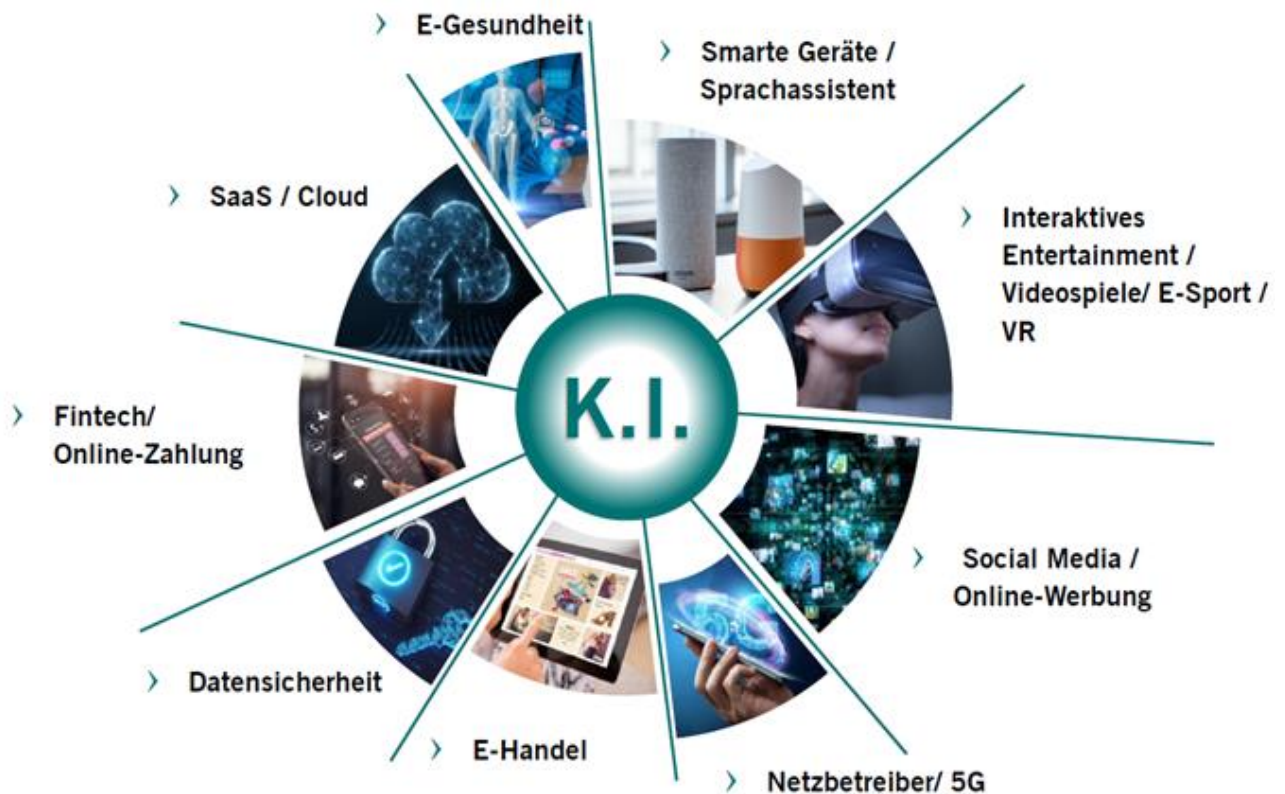 E-Gesundheit
Smarte Geräte /
Sprachassistent
SaaS / Cloud
Interaktives
Entertainment /
Videospiele/ E-Sport /
VR
K.I.
Fintech/
Online-Zahlung
Social Media /
Online-Werbung
Datensicherheit
E-Handel
Netzbetreiber/ 5G
5G